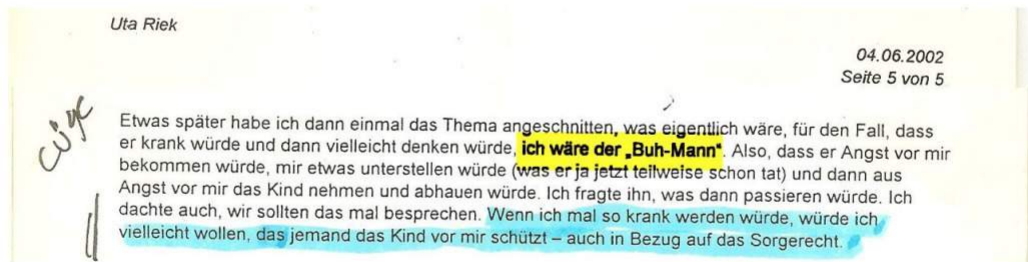 Uta Riek
04.06.2002
Seite 5 von 5
Lüge
Etwas später habe ich dann einmal das Thema angeschnitten, was eigentlich wäre, für den Fall, dass
er krank würde und dann vielleicht denken würde, ich wäre der „Buh-Mann". Also, dass er Angst vor mir
bekommen würde, mir etwas unterstellen würde (was er ja jetzt teilweise schon tat) und dann aus
Angst vor mir das Kind nehmen und abhauen würde. Ich fragte ihn, was dann passieren würde. Ich
dachte auch, wir sollten das mal besprechen. Wenn ich mal so krank werden würde, würde ich
vielleicht wollen, das jemand das Kind vor mir schützt – auch in Bezug auf das Sorgerecht.